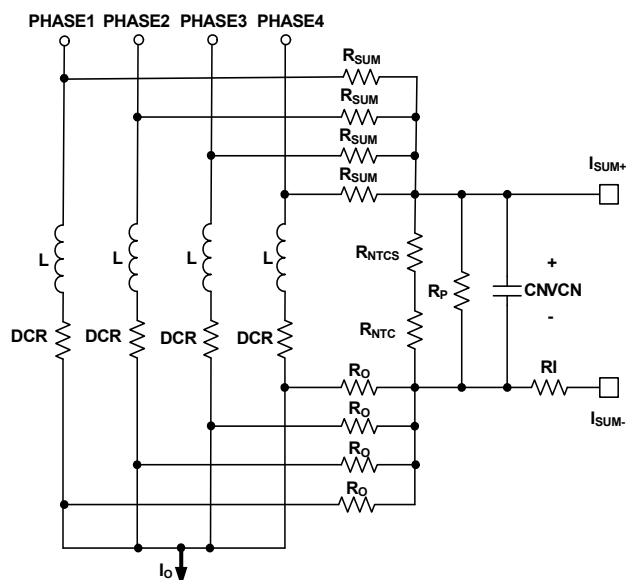 PHASE1 PHASE2 PHASE3 PHASE4
RSUM
RSUM
RSUM
RSUM
ISUM+
L L L L
RNTCS
+
RP
CNVCN
-
DCR DCR DCR DCR
RNTC
RO
RI
RO
ISUM-
RO
RO
IO